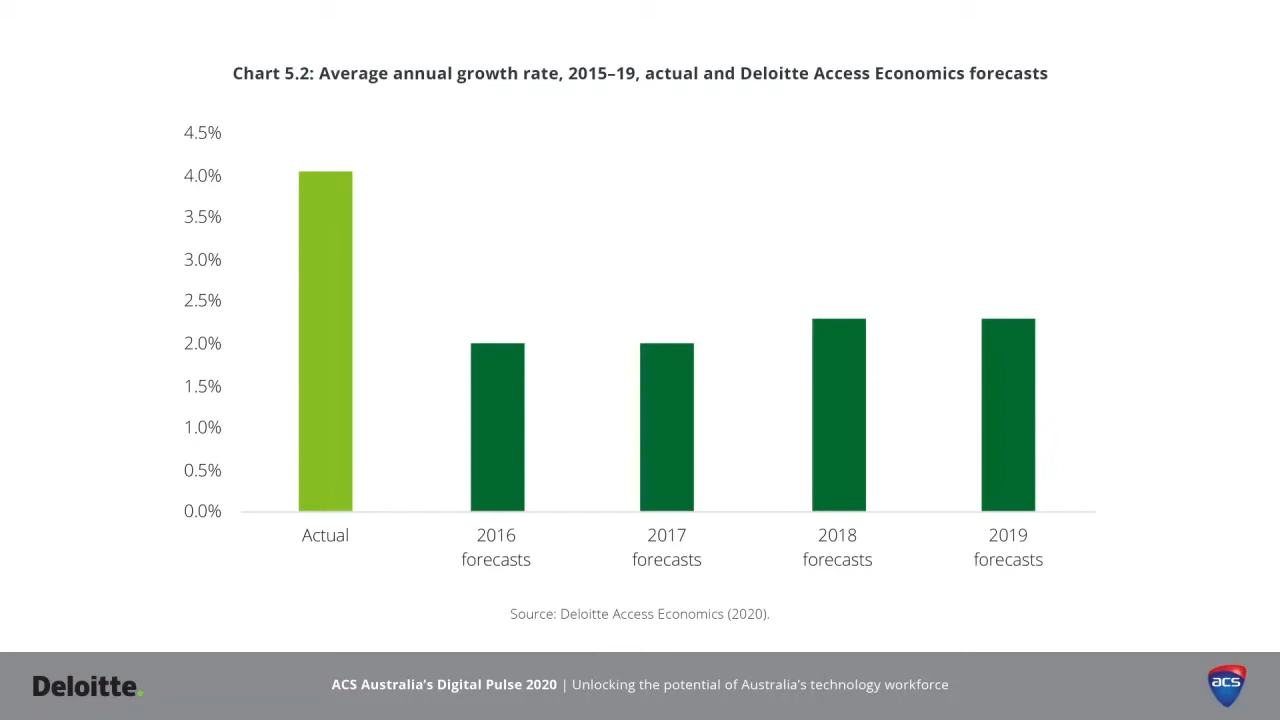 Chart 5.2: Average annual growth rate, 2015–19, actual and Deloitte Access Economics forecasts
4.5%
4.0%
3.5%
3.0%
2.5%
2.0%
1.5%
1.0%
0.5%
0.0%
Actual
2016 forecasts
2017 forecasts
2018 forecasts
2019 forecasts
Source: Deloitte Access Economics (2020).
Deloitte.
ACS Australia’s Digital Pulse 2020 | Unlocking the potential of Australia’s technology workforce
acs